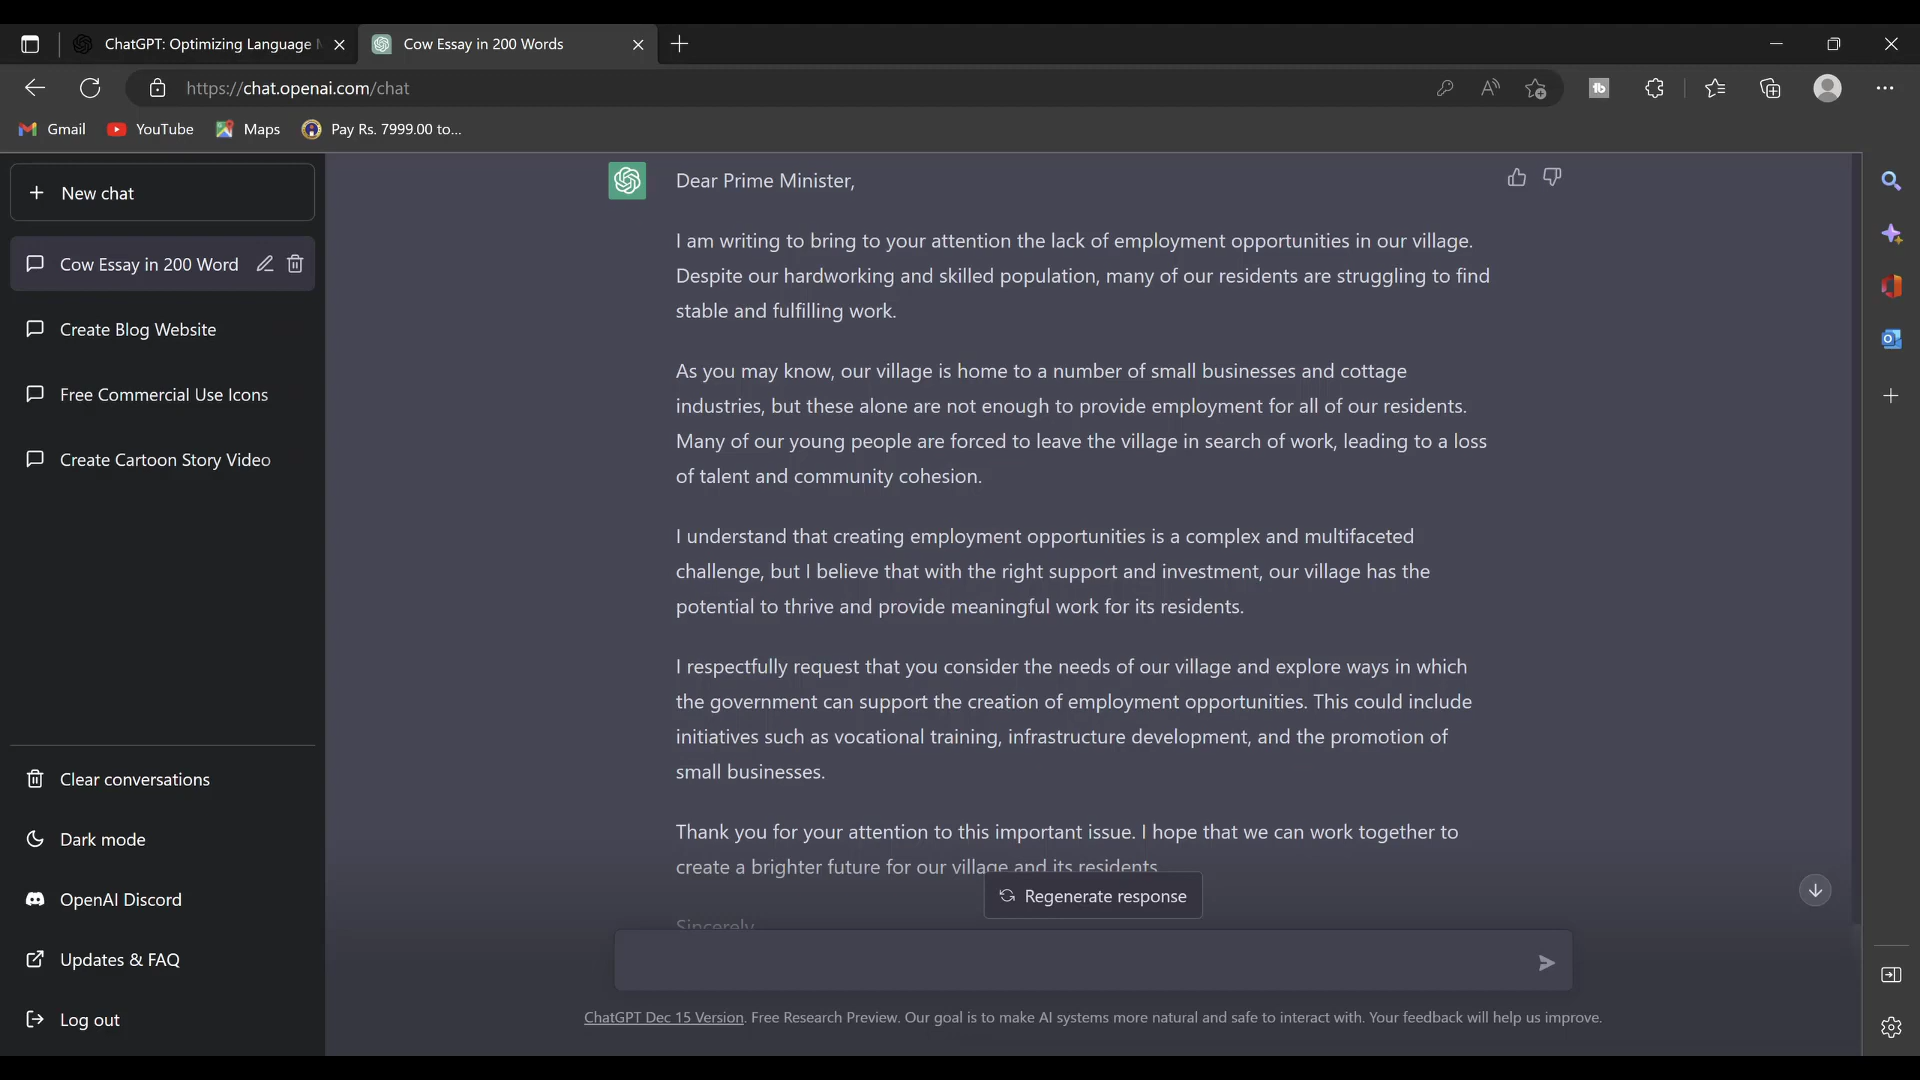 ChatGPT: Optimizing Language
Cow Essay in 200 Words
https://chat.openai.com/chat
Gmail
YouTube
Maps
Pay Rs. 7999.00 to...
New chat
Cow Essay in 200 Word
Create Blog Website
Free Commercial Use Icons
Create Cartoon Story Video
Clear conversations
Dark mode
OpenAI Discord
Updates & FAQ
Log out
Dear Prime Minister,
I am writing to bring to your attention the lack of employment opportunities in our village.
Despite our hardworking and skilled population, many of our residents are struggling to find
stable and fulfilling work.
As you may know, our village is home to a number of small businesses and cottage
industries, but these alone are not enough to provide employment for all of our residents.
Many of our young people are forced to leave the village in search of work, leading to a loss
of talent and community cohesion.
I understand that creating employment opportunities is a complex and multifaceted
challenge, but I believe that with the right support and investment, our village has the
potential to thrive and provide meaningful work for its residents.
I respectfully request that you consider the needs of our village and explore ways in which
the government can support the creation of employment opportunities. This could include
initiatives such as vocational training, infrastructure development, and the promotion of
small businesses.
Thank you for your attention to this important issue. I hope that we can work together to
create a brighter future for our village and its residents.
Regenerate response
Sincerely
ChatGPT Dec 15 Version. Free Research Preview. Our goal is to make AI systems more natural and safe to interact with. Your feedback will help us improve.